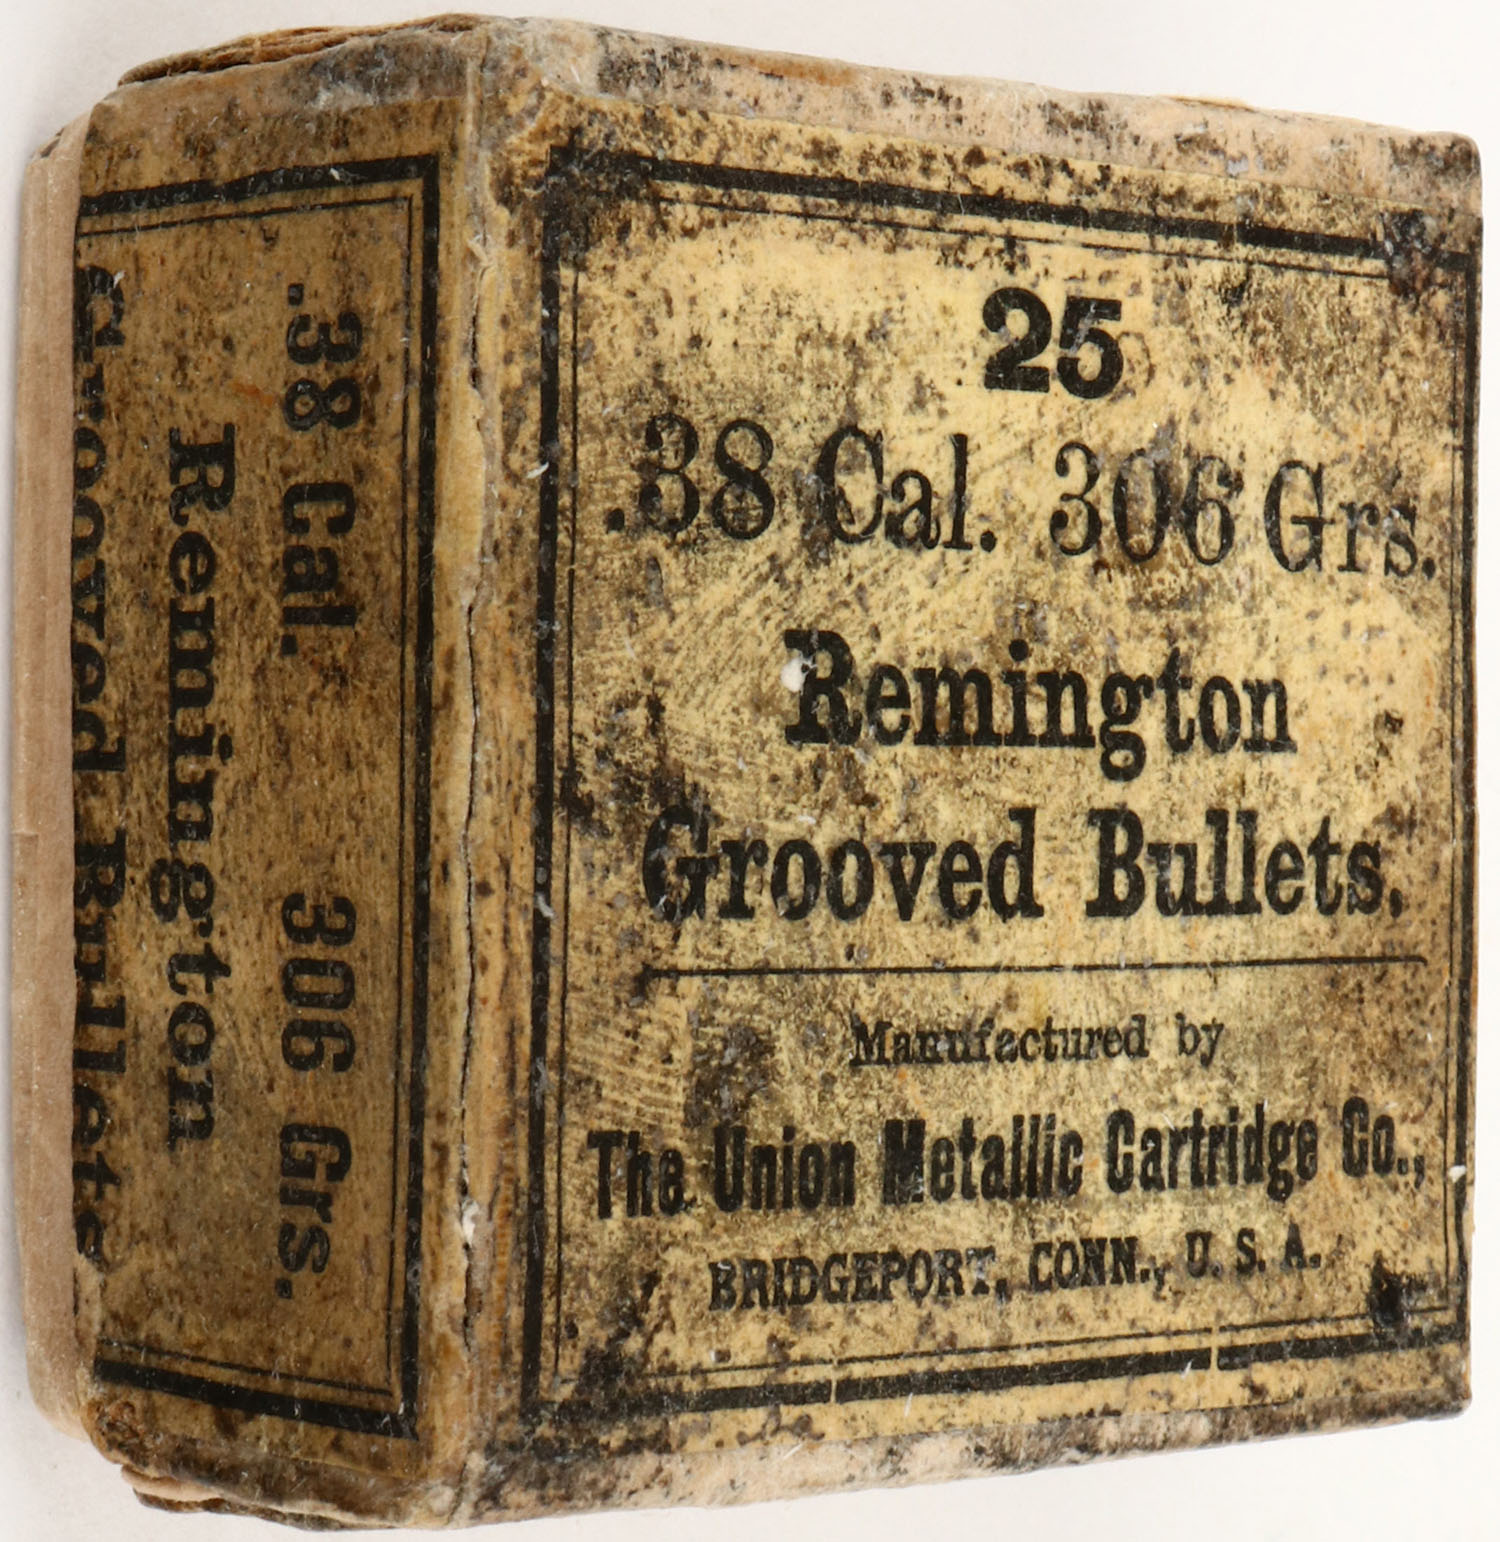 25
.38 Cal. 306 Grs.
Remington
Grooved Bullets.
Manufactured by
The Union Metallic Cartridge Co.,
BRIDGEPORT, CONN., U. S. A.
.38 Cal. 306 Grs.
Remington
Grooved Bullets